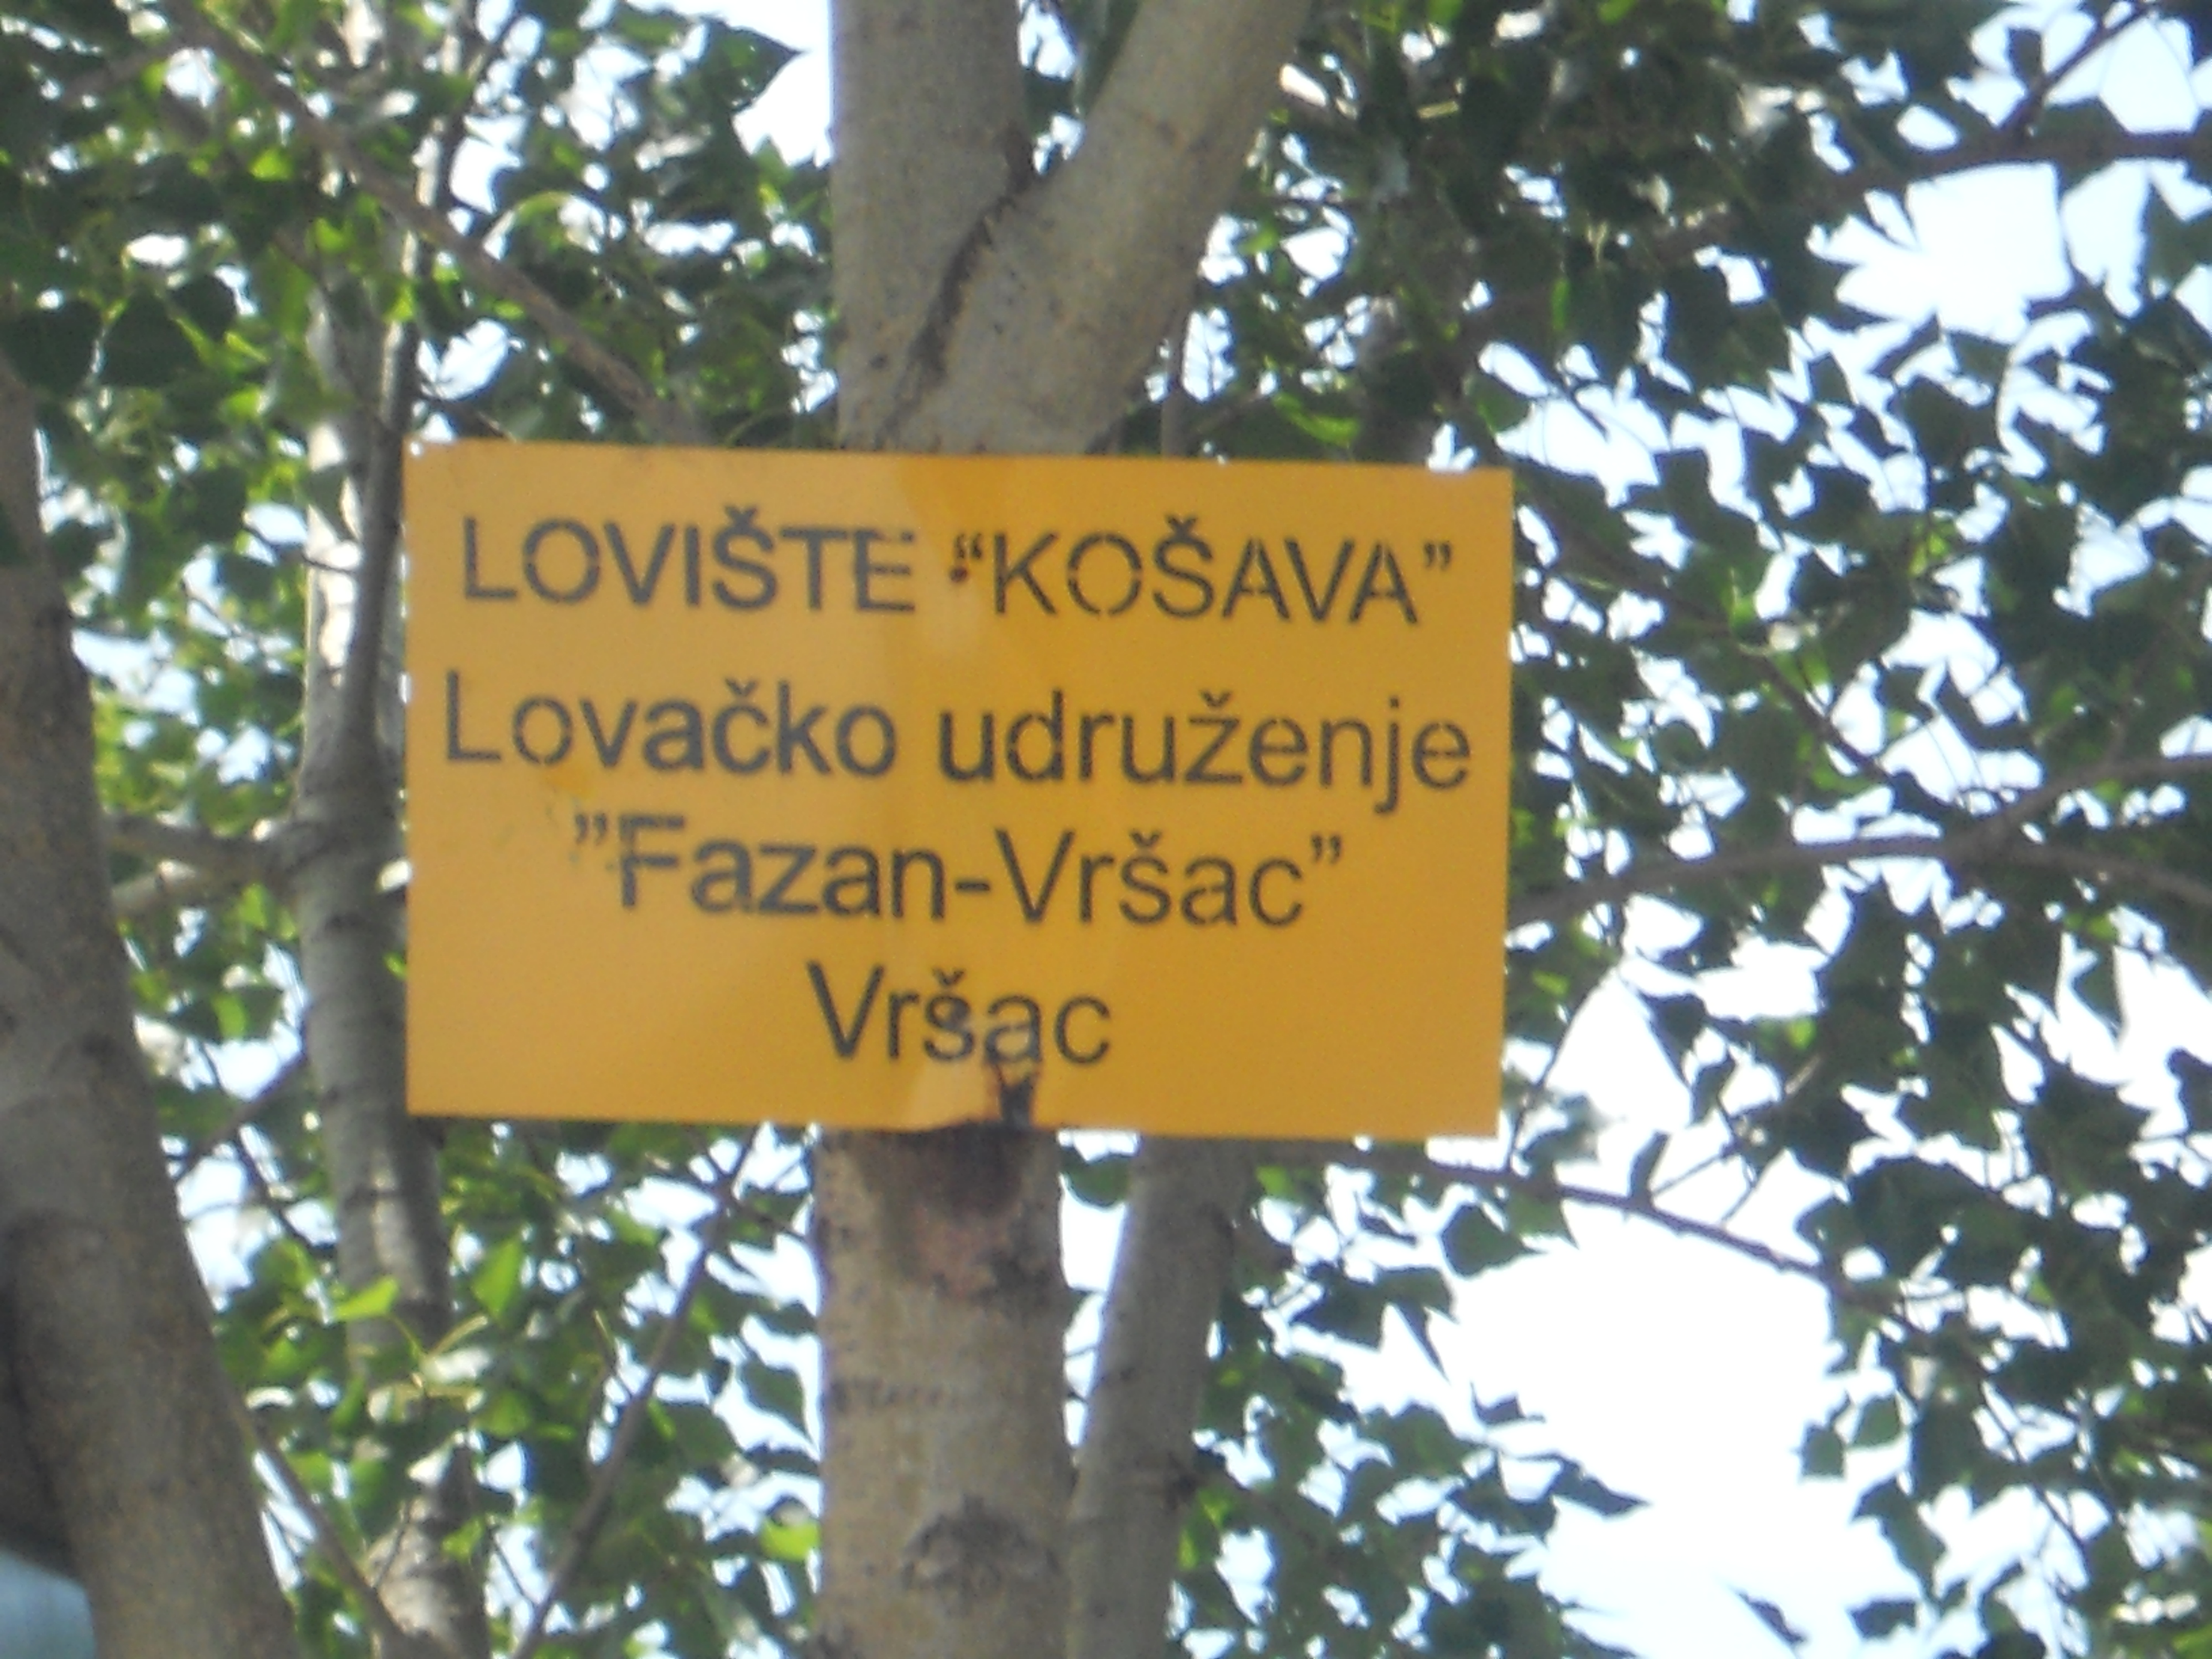 LOVIŠTE “KOŠAVA”
Lovačko udruženje
”Fazan-Vršac”
Vršac